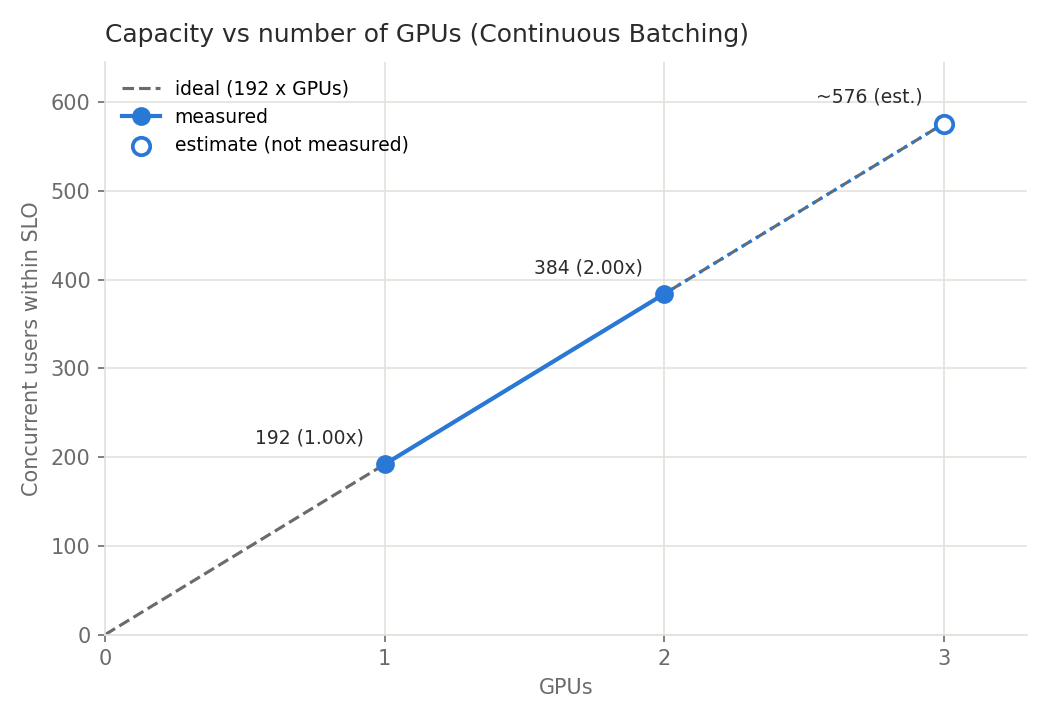 Capacity vs number of GPUs (Continuous Batching)
ideal (192 x GPUs)
measured
estimate (not measured)
~576 (est.)
384 (2.00x)
192 (1.00x)
Concurrent users within SLO
600
500
400
300
200
100
0
0 1 2 3
GPUs